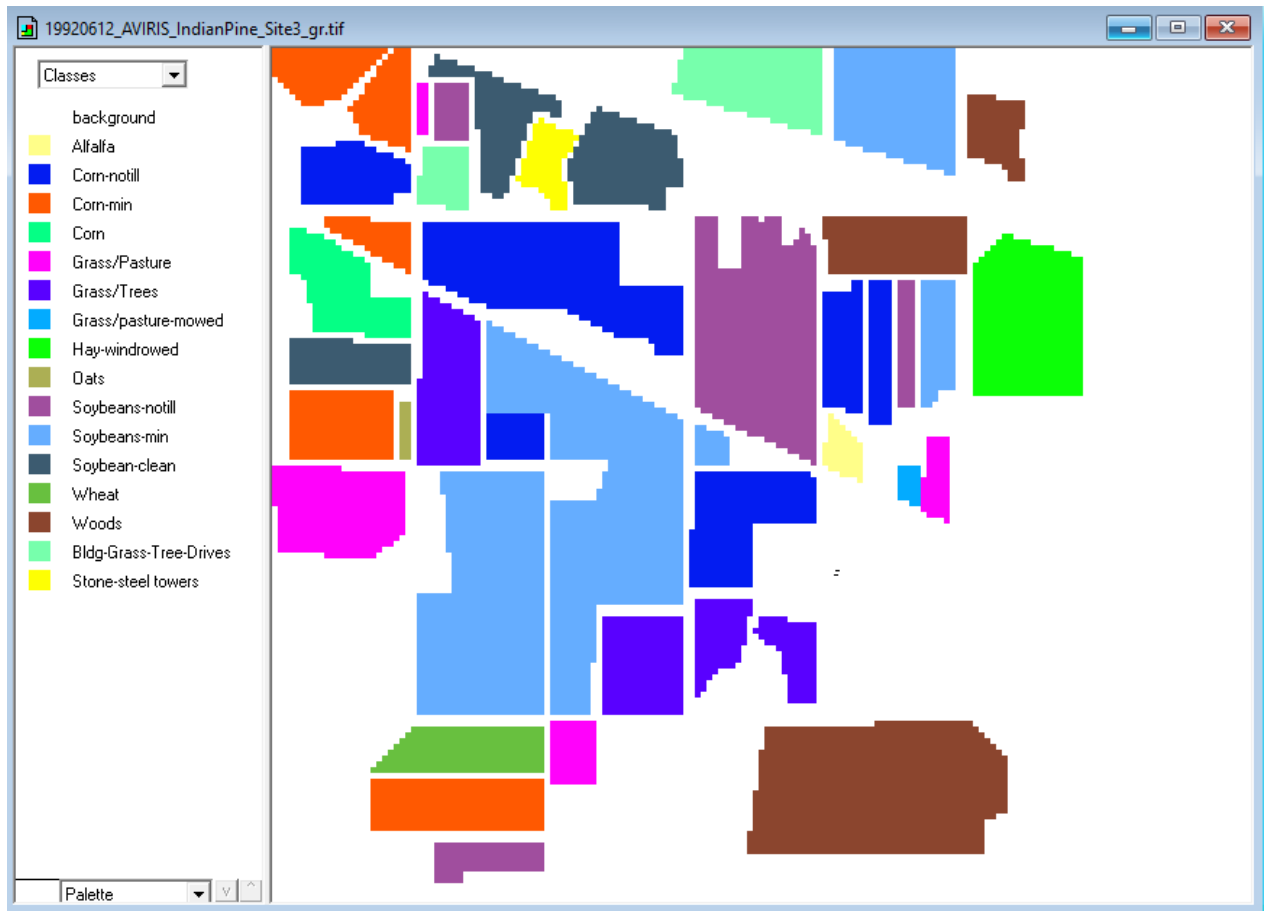 19920612_AVIRIS_IndianPine_Site3_gr.tif
Classes
background
Alfalfa
Corn-notill
Corn-min
Corn
Grass/Pasture
Grass/Trees
Grass/pasture-mowed
Hay-windrowed
Oats
Soybeans-notill
Soybeans-min
Soybean-clean
Wheat
Woods
Bldg-Grass-Tree-Drives
Stone-steel towers
Palette